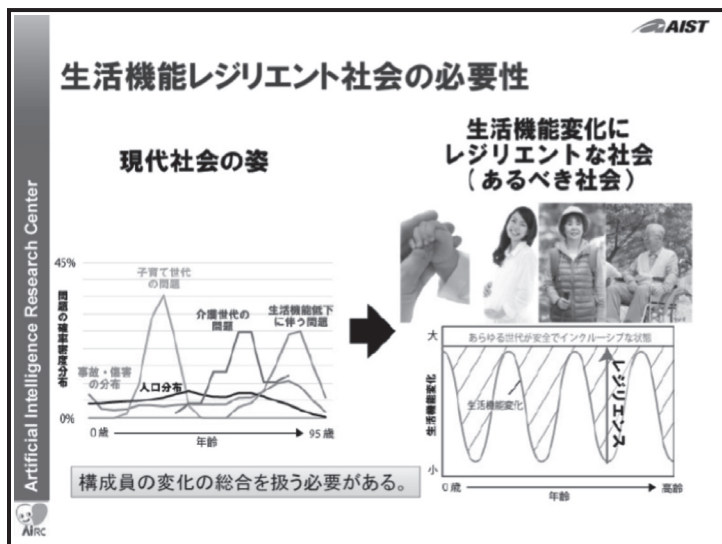 AIST
生活機能レジリエント社会の必要性
現代社会の姿
45%
問題の確率密度分布
0%
子育て世代
の問題
介護世代の
問題
生活機能低下
に伴う問題
事故・傷害
の分布
人口分布
0歳
年齢
95歳
生活機能変化に
レジリエントな社会
(あるべき社会)
大
あらゆる世代が安全でインクルーシブな状態
生活機能変化
生活機能変化
レジリエンス
小
0歳
年齢
高齢
構成員の変化の総合を扱う必要がある。
Artificial Intelligence Research Center
AIRC